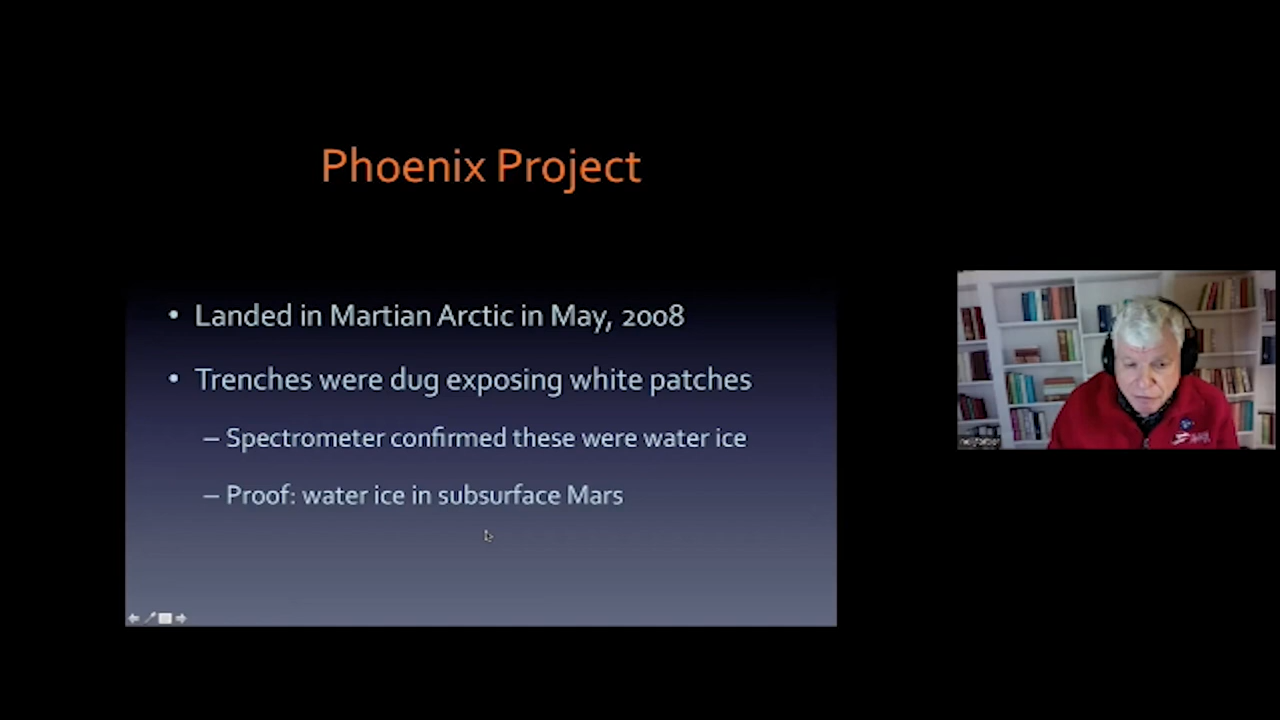 Phoenix Project
• Landed in Martian Arctic in May, 2008
• Trenches were dug exposing white patches
– Spectrometer confirmed these were water ice
– Proof: water ice in subsurface Mars